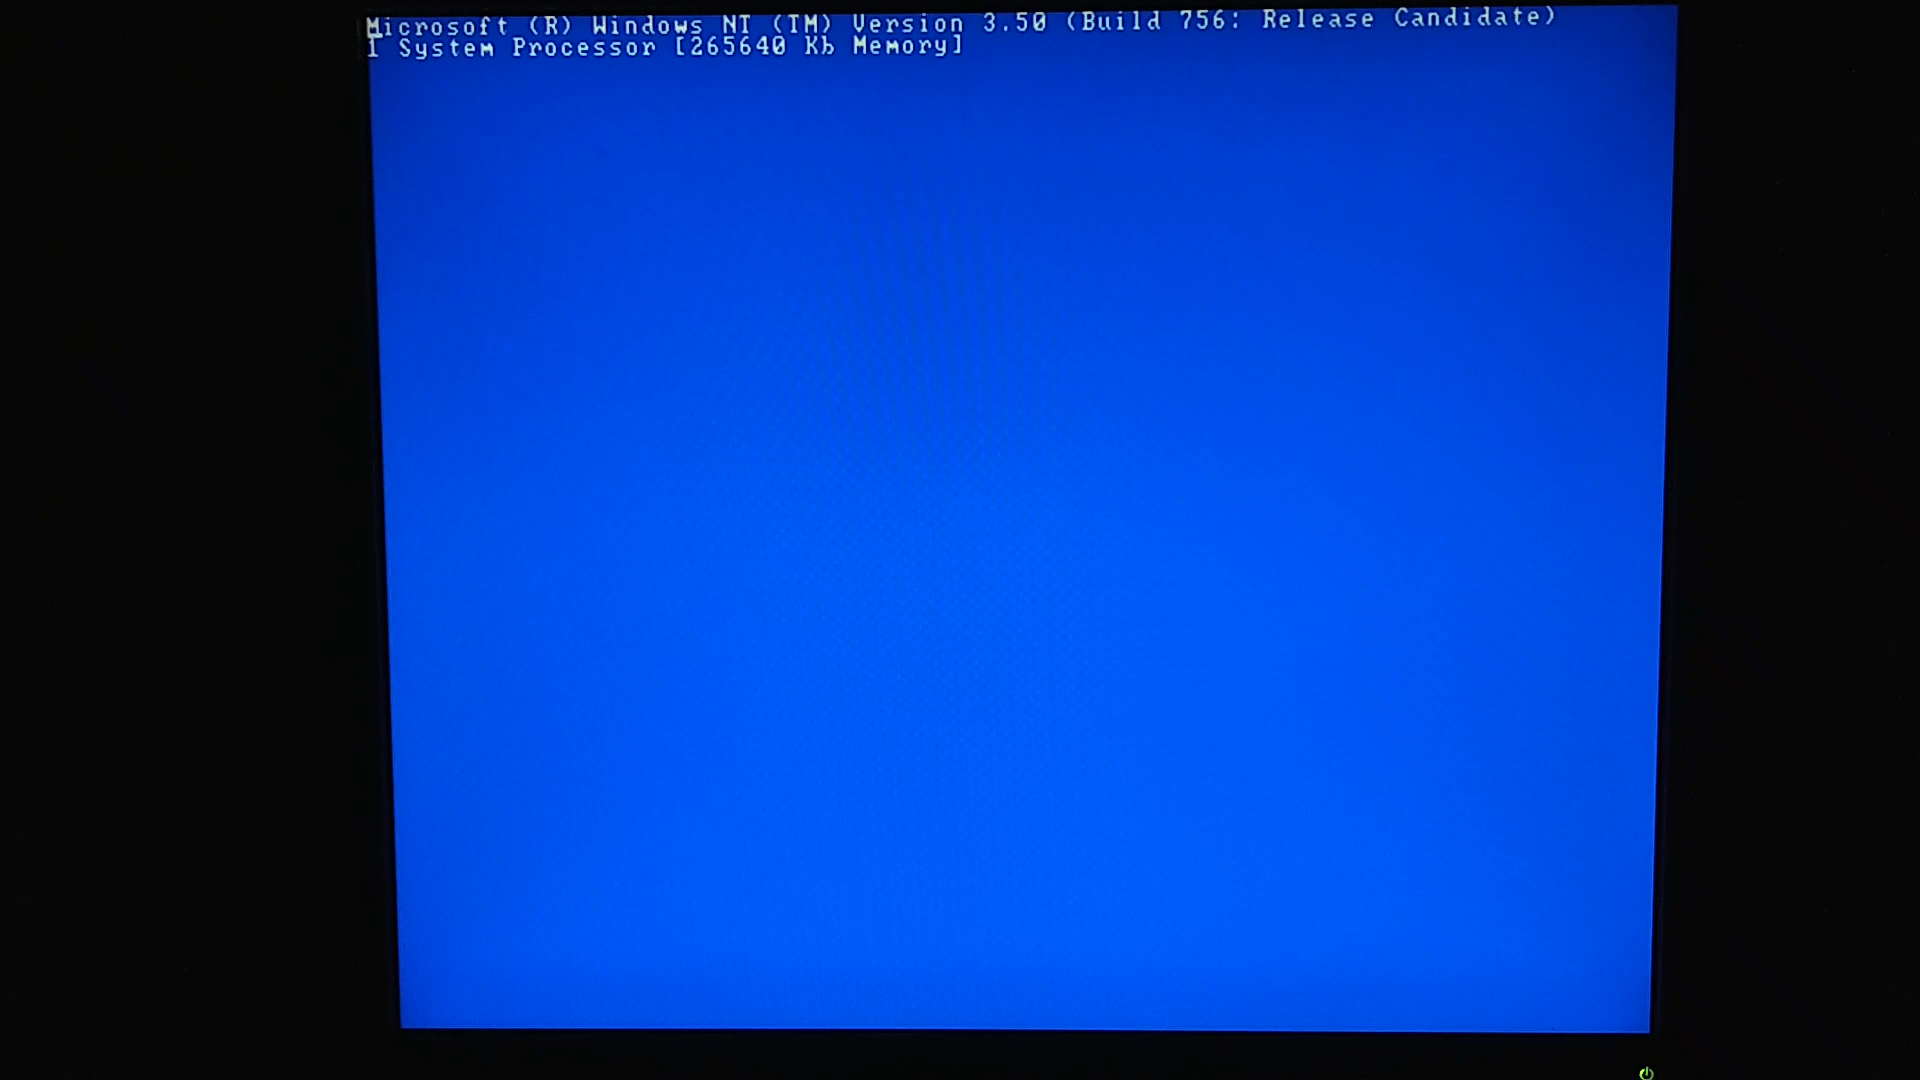 Microsoft (R) Windows NT (TM) Version 3.50 (Build 756: Release Candidate)
1 System Processor [265640 Kb Memory]